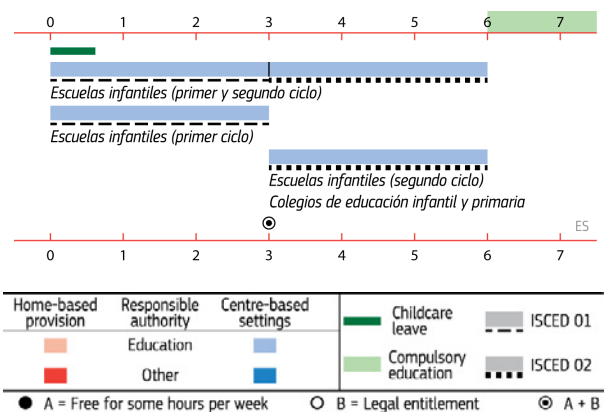 0 1 2 3 4 5 6 7
Escuelas infantiles (primer y segundo ciclo)
Escuelas infantiles (primer ciclo)
Escuelas infantiles (segundo ciclo)
Colegios de educación infantil y primaria
ES
0 1 2 3 4 5 6 7
Home-based provision
Responsible authority
Centre-based settings
Education
Other
Childcare leave
ISCED 01
Compulsory education
ISCED 02
A = Free for some hours per week
B = Legal entitlement
A + B